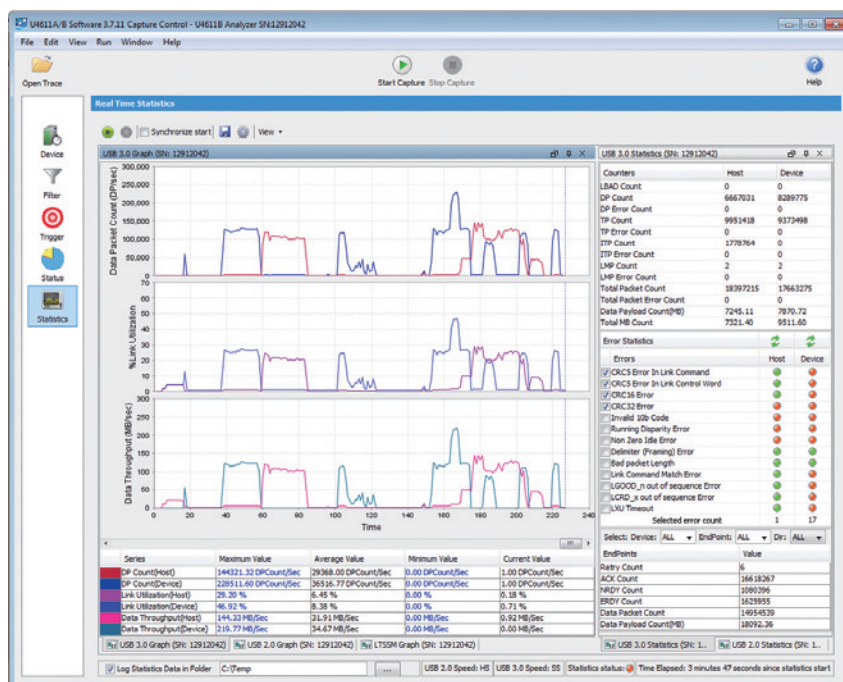 U4611A/B Software 3.7.11 Capture Control - U4611B Analyzer SN:12912042
File Edit View Run Window Help
Open Trace
Start Capture Stop Capture
Help
Real Time Statistics
Synchronize start View
Device
Filter
Trigger
Status
Statistics
USB 3.0 Graph (SN: 12912042)
Data Packet Count (DP/sec)
300,000
250,000
200,000
150,000
100,000
50,000
0
%Link Utilization
70
60
50
40
30
20
10
0
Data Throughput (MB/sec)
300
250
200
150
100
50
0
0 20 40 60 80 100 120 140 160 180 200 220 240
Time
Series Maximum Value Average Value Minimum Value Current Value
DP Count(Host) 144321.32 DPCount/Sec 29368.00 DPCount/Sec 0.00 DPCount/Sec 1.00 DPCount/Sec
DP Count(Device) 228511.60 DPCount/Sec 36516.77 DPCount/Sec 0.00 DPCount/Sec 1.00 DPCount/Sec
Link Utilization(Host) 29.20 % 6.45 % 0.00 % 0.18 %
Link Utilization(Device) 46.92 % 8.38 % 0.00 % 0.71 %
Data Throughput(Host) 144.33 MB/Sec 31.91 MB/Sec 0.00 MB/Sec 0.92 MB/Sec
Data Throughput(Device) 219.77 MB/Sec 34.67 MB/Sec 0.00 MB/Sec 0.00 MB/Sec
USB 3.0 Graph (SN: 12912042) USB 2.0 Graph (SN: 12912042) LTSSM Graph (SN: 12912042)
USB 3.0 Statistics (SN: 12912042)
Counters Host Device
LBAD Count 0 0
DP Count 6667031 8289775
DP Error Count 0 0
TP Count 9951418 9373498
TP Error Count 0 0
ITP Count 1778764 0
ITP Error Count 0 0
LMP Count 2 2
LMP Error Count 0 0
Total Packet Count 18397215 17663275
Total Packet Error Count 0 0
Data Payload Count(MB) 7245.11 7870.72
Total MB Count 7321.40 9511.60
Error Statistics
Errors Host Device
CRC5 Error In Link Command
CRC5 Error In Link Control Word
CRC16 Error
CRC32 Error
Invalid 10b Code
Running Disparity Error
Non Zero Idle Error
Delimiter (Framing) Error
Bad packet Length
Link Command Match Error
LGOOD_n out of sequence Error
LCRD_x out of sequence Error
LXU Timeout
Selected error count 1 17
Select: Device: ALL EndPoint: ALL Dir: ALL
EndPoints Value
Retry Count 6
ACK Count 16618267
NRDY Count 1080396
ERDY Count 1625955
Data Packet Count 14954539
Data Payload Count(MB) 18092.36
USB 3.0 Statistics (SN: 1... USB 2.0 Statistics (SN: 1...
Log Statistics Data in Folder C:\Temp ... USB 2.0 Speed: HS USB 3.0 Speed: SS Statistics status: Time Elapsed: 3 minutes 47 seconds since statistics start